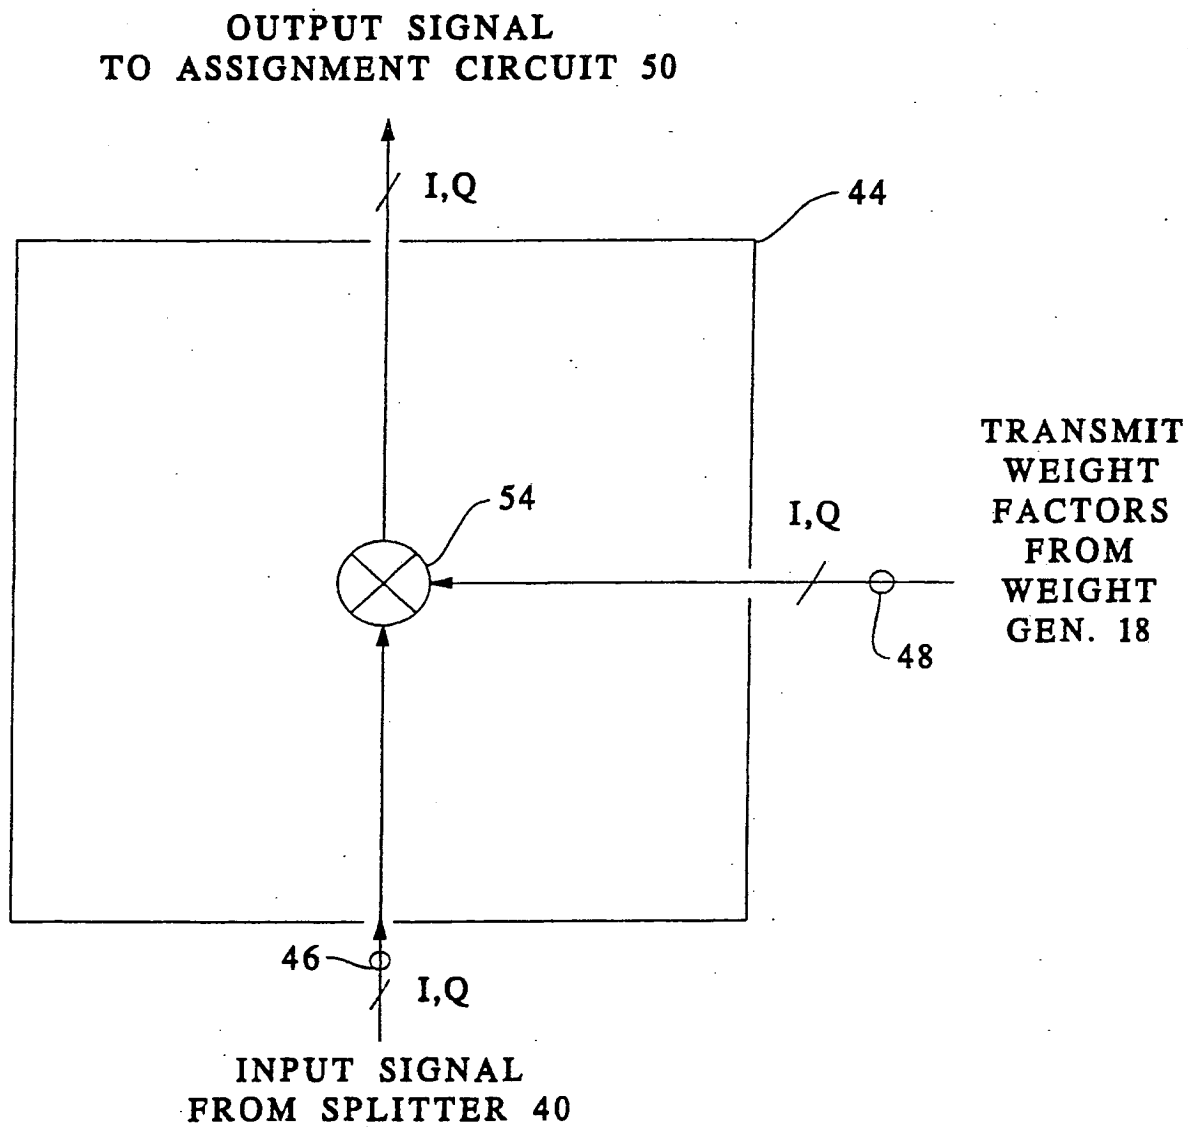 OUTPUT SIGNAL
TO ASSIGNMENT CIRCUIT 50
I,Q
44
54
I,Q
TRANSMIT
WEIGHT
FACTORS
FROM
WEIGHT
GEN. 18
48
46
I,Q
INPUT SIGNAL
FROM SPLITTER 40